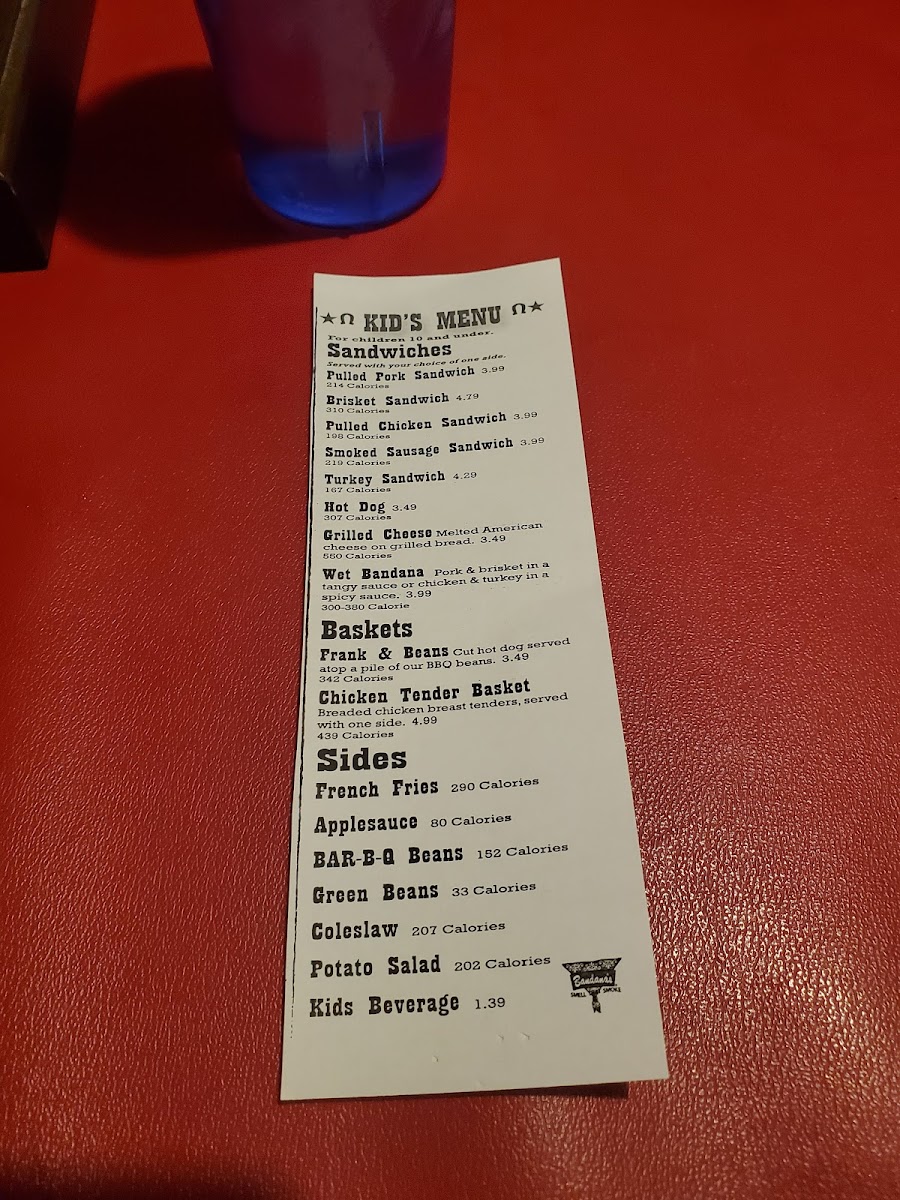 ★Ω KID'S MENU Ω★
For children 10 and under.
Sandwiches
Served with your choice of one side.
Pulled Pork Sandwich 3.99
214 Calories
Brisket Sandwich 4.79
310 Calories
Pulled Chicken Sandwich 3.99
198 Calories
Smoked Sausage Sandwich 3.99
219 Calories
Turkey Sandwich 4.29
167 Calories
Hot Dog 3.49
307 Calories
Grilled Cheese Melted American
cheese on grilled bread. 3.49
550 Calories
Wet Bandana Pork & brisket in a
tangy sauce or chicken & turkey in a
spicy sauce. 3.99
300-380 Calorie
Baskets
Frank & Beans Cut hot dog served
atop a pile of our BBQ beans. 3.49
342 Calories
Chicken Tender Basket
Breaded chicken breast tenders, served
with one side. 4.99
439 Calories
Sides
French Fries 290 Calories
Applesauce 80 Calories
BAR-B-Q Beans 152 Calories
Green Beans 33 Calories
Coleslaw 207 Calories
Potato Salad 202 Calories
Bandana's
SMELL THAT SMOKE
Kids Beverage 1.39